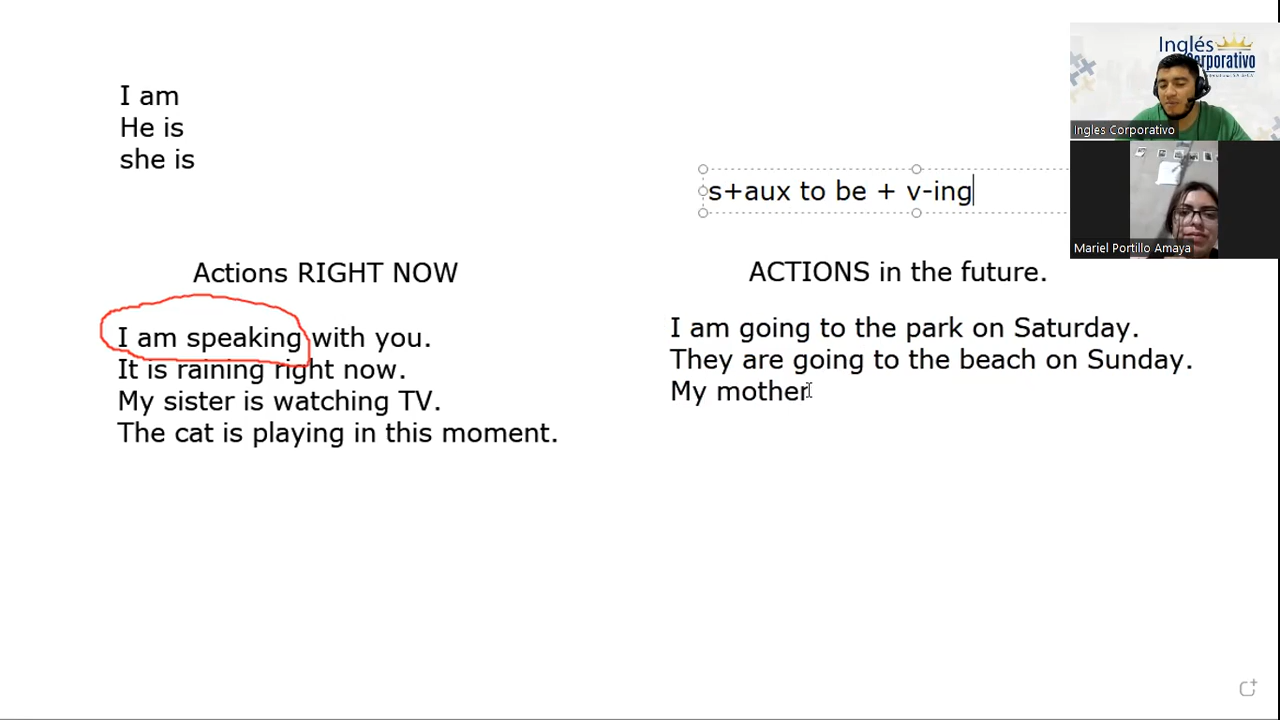 I am
He is
she is
s+aux to be + v-ing
Actions RIGHT NOW
I am speaking with you.
It is raining right now.
My sister is watching TV.
The cat is playing in this moment.
ACTIONS in the future.
I am going to the park on Saturday.
They are going to the beach on Sunday.
My mother
Inglés
Corporativo
Ingles Corporativo
Mariel Portillo Amaya